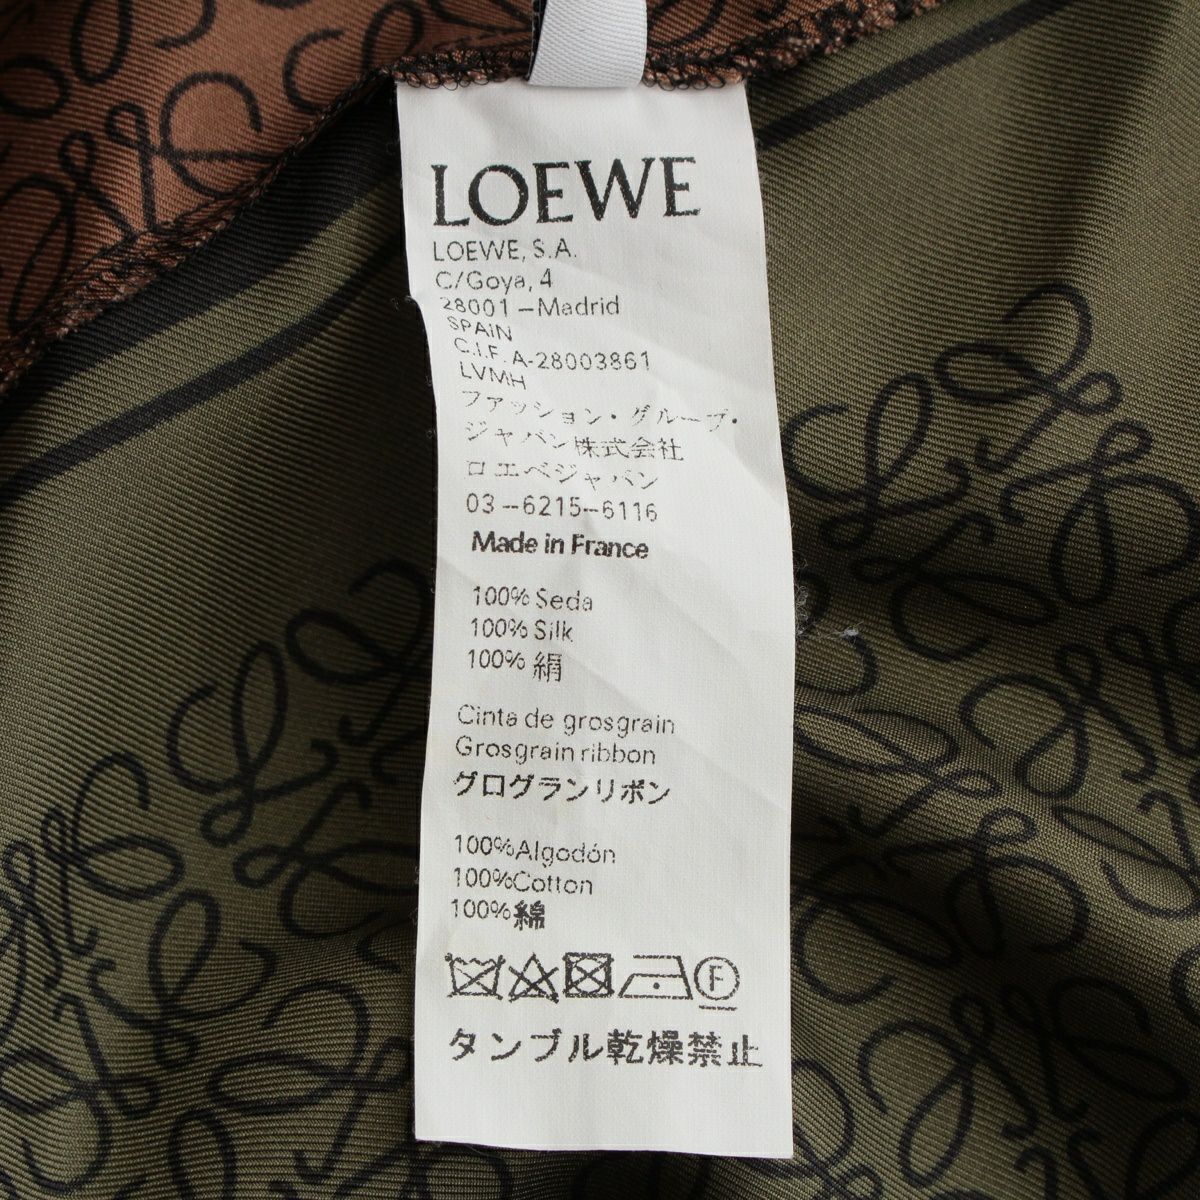 LOEWE
LOEWE, S.A.
C/Goya, 4
28001 – Madrid
SPAIN
C.I.F. A-28003861
LVMH
ファッション・グループ・
ジャパン株式会社
ロエベジャパン
03–6215–6116
Made in France
100% Seda
100% Silk
100% 絹
Cinta de grosgrain
Grosgrain ribbon
グログランリボン
100%Algodón
100%Cotton
100%綿
F
タンブル乾燥禁止